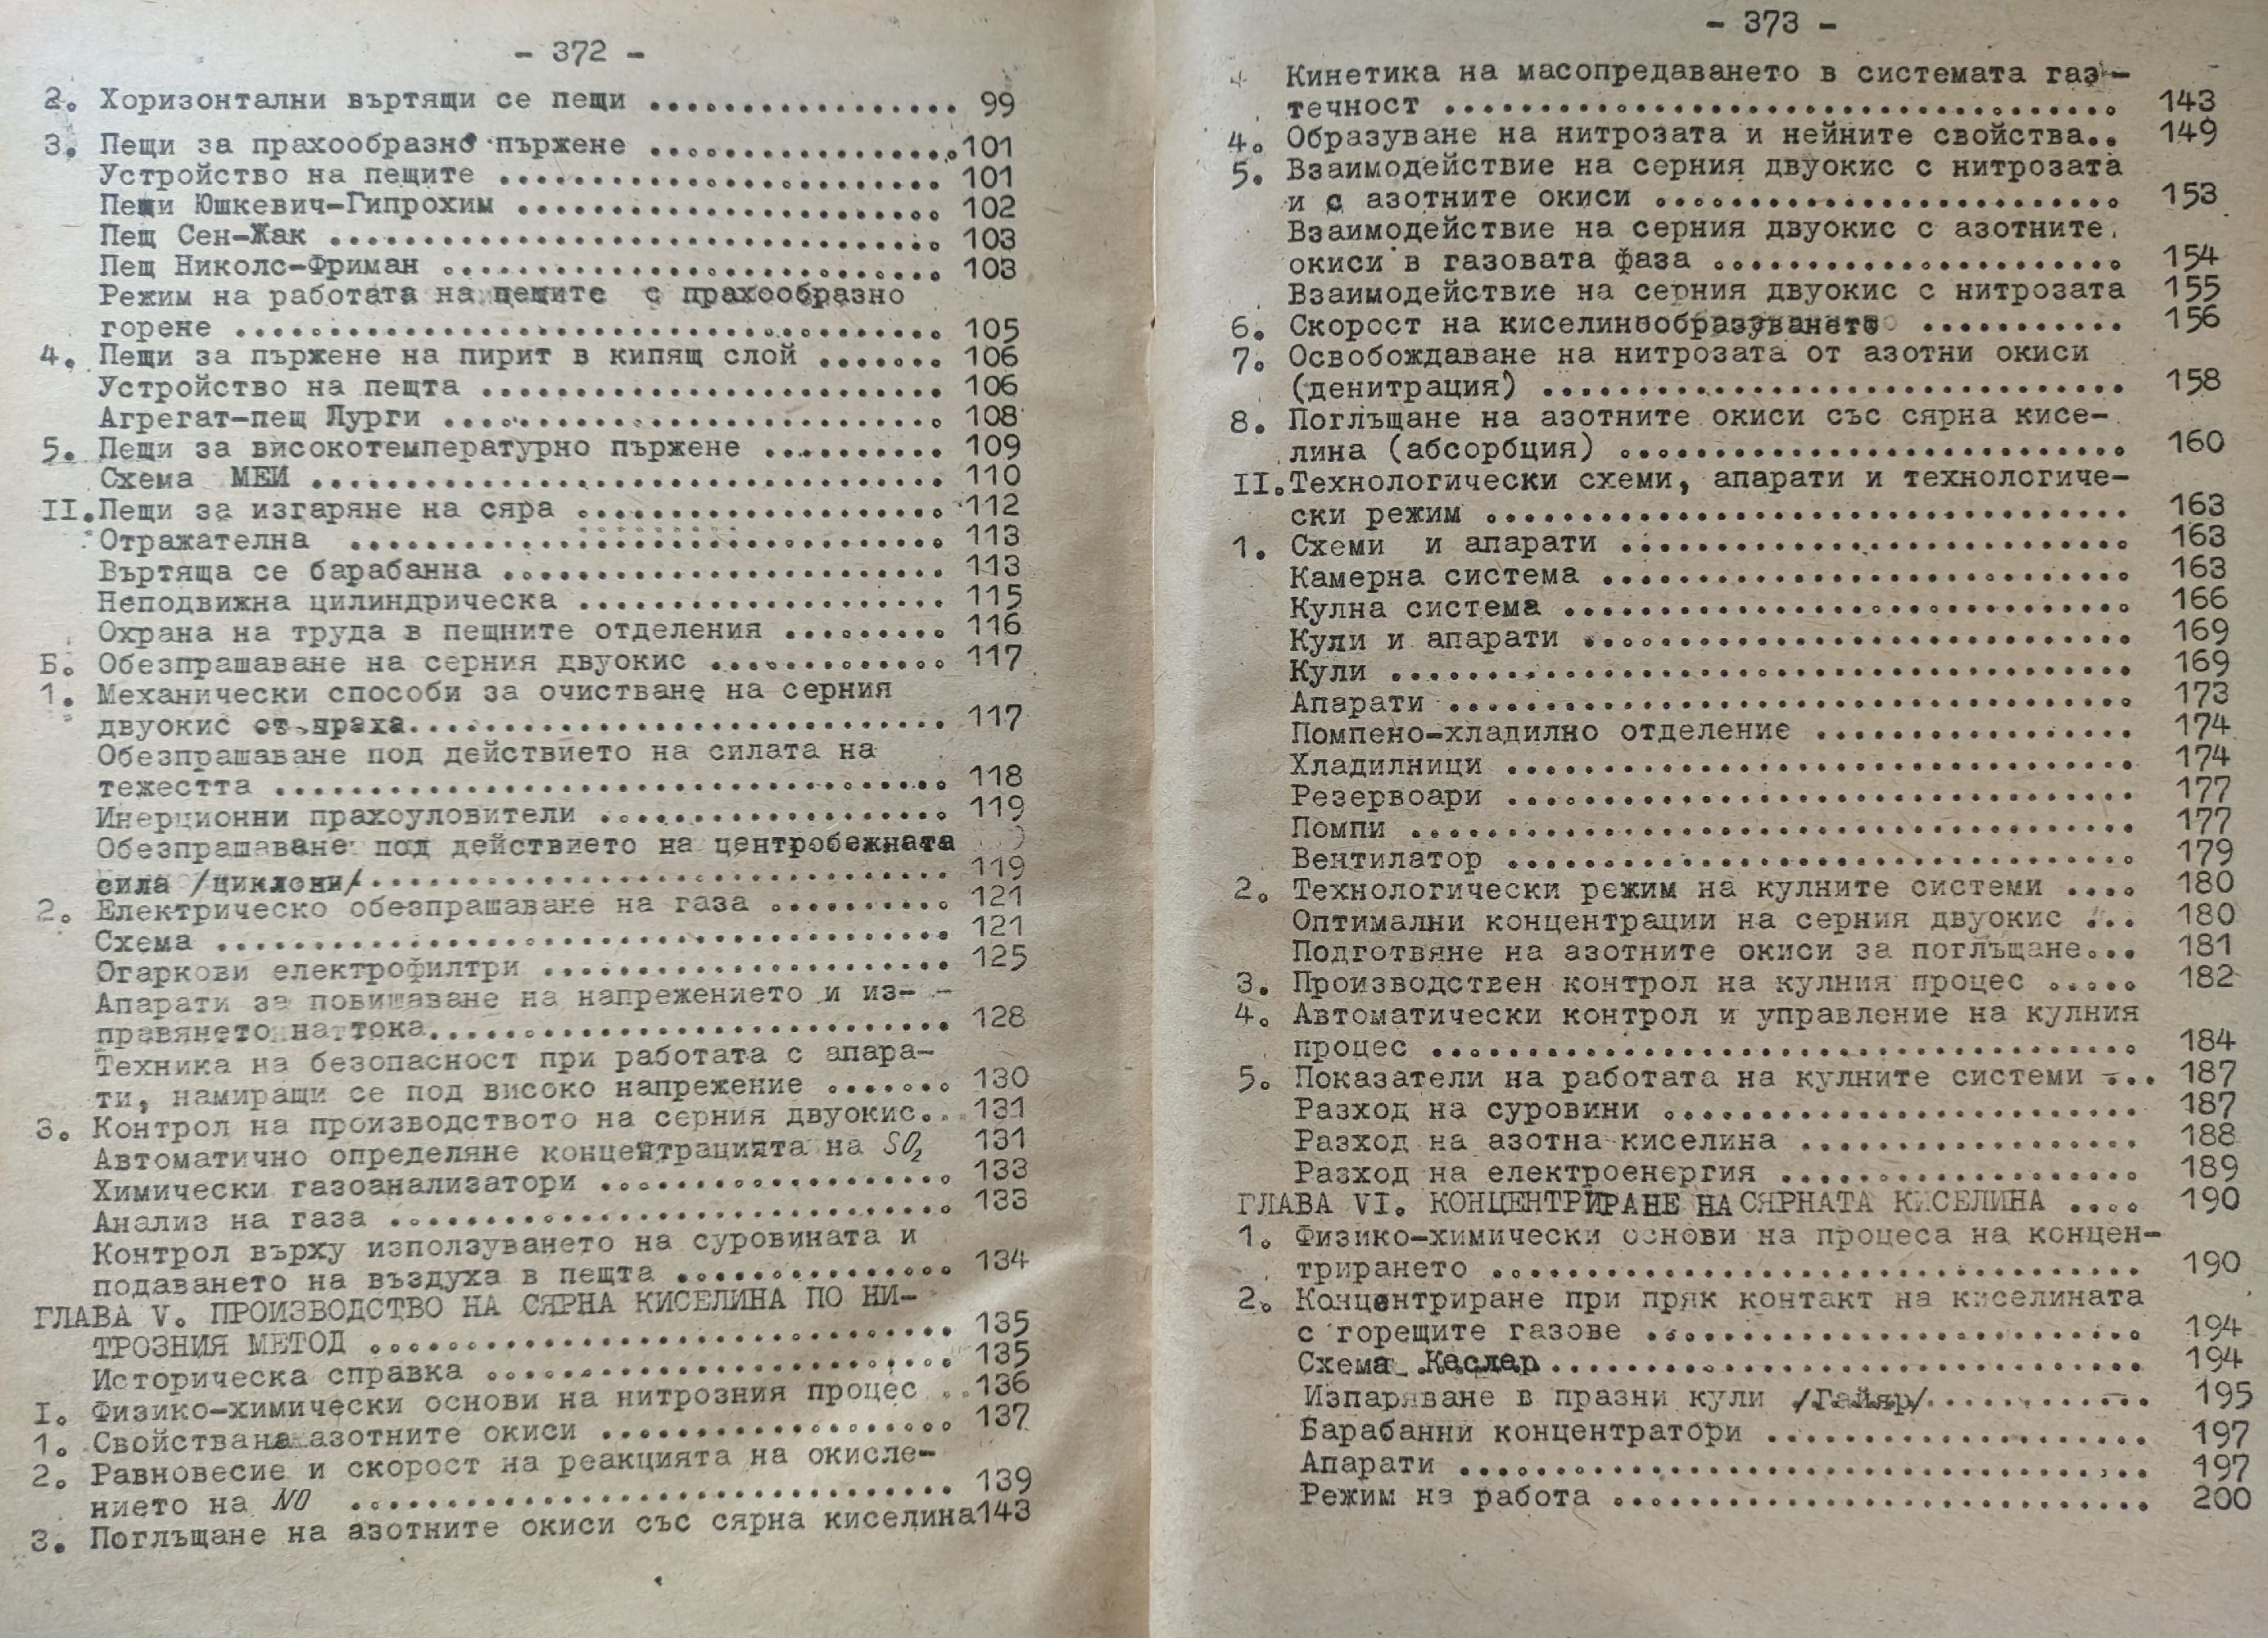 - 372 -
2. Хоризонтални въртящи се пещи .................. 99
3. Пещи за прахообразно пържене ..................101
Устройство на пещите ......................... 101
Пещи Юшкевич-Гипрохим ........................ 102
Пещ Сен-Жак .................................. 103
Пещ Николс-Фриман ............................ 103
Режим на работата на пещите с прахообразно
горене ....................................... 105
4. Пещи за пържене на пирит в кипящ слой ....... 106
Устройство на пещта .......................... 106
Агрегат-пещ Лурги ............................ 108
5. Пещи за високотемпературно пържене .......... 109
Схема МЕИ .................................... 110
II. Пещи за изгаряне на сяра .................... 112
Отражателна .................................. 113
Въртяща се барабанна ......................... 113
Неподвижна цилиндрическа ..................... 115
Охрана на труда в пещните отделения .......... 116
Б. Обезпрашаване на серния двуокис ............. 117
1. Механически способи за очистване на серния
двуокис от праха.............................. 117
Обезпрашаване под действието на силата на
тежестта ..................................... 118
Инерционни прахоуловители .................... 119
Обезпрашаване под действието на центробежната
сила /циклони/................................ 119
2. Електрическо обезпрашаване на газа .......... 121
Схема ........................................ 121
Огаркови електрофилтри ....................... 125
Апарати за повишаване на напрежението и из-
правянето на тока............................. 128
Техника на безопасност при работата с апара-
ти, намиращи се под високо напрежение ....... 130
3. Контрол на производството на серния двуокис... 131
Автоматично определяне концентрацията на SO₂ 131
Химически газоанализатори .................... 133
Анализ на газа ............................... 133
Контрол върху използуването на суровината и
подаването на въздуха в пещта ................ 134
ГЛАВА V. ПРОИЗВОДСТВО НА СЯРНА КИСЕЛИНА ПО НИ-
ТРОЗНИЯ МЕТОД ................................ 135
Историческа справка .......................... 135
I. Физико-химически основи на нитрозния процес .. 136
1. Свойства на азотните окиси .................. 137
2. Равновесие и скорост на реакцията на окисле-
нието на NO .................................. 139
3. Поглъщане на азотните окиси със сярна киселина 143
- 373 -
Кинетика на масопредаването в системата газ-
течност ...................................... 143
4. Образуване на нитрозата и нейните свойства.. 149
5. Взаимодействие на серния двуокис с нитрозата
и с азотните окиси ........................... 153
Взаимодействие на серния двуокис с азотните
окиси в газовата фаза ........................ 154
Взаимодействие на серния двуокис с нитрозата 155
6. Скорост на киселинообразуването ............. 156
7. Освобождаване на нитрозата от азотни окиси
(денитрация) ................................. 158
8. Поглъщане на азотните окиси със сярна кисе-
лина (абсорбция) ............................. 160
II. Технологически схеми, апарати и технологиче-
ски режим .................................... 163
1. Схеми и апарати ............................. 163
Камерна система .............................. 163
Кулна система ................................ 166
Кули и апарати ............................... 169
Кули ......................................... 169
Апарати ...................................... 173
Помпено-хладилно отделение ................... 174
Хладилници ................................... 174
Резервоари ................................... 177
Помпи ........................................ 177
Вентилатор ................................... 179
2. Технологически режим на кулните системи .... 180
Оптимални концентрации на серния двуокис ... 180
Подготвяне на азотните окиси за поглъщане... 181
3. Производствен контрол на кулния процес ..... 182
4. Автоматически контрол и управление на кулния
процес ....................................... 184
5. Показатели на работата на кулните системи ... 187
Разход на суровини ........................... 187
Разход на азотна киселина .................... 188
Разход на електроенергия ..................... 189
ГЛАВА VI. КОНЦЕНТРИРАНЕ НА СЯРНАТА КИСЕЛИНА .... 190
1. Физико-химически основи на процеса на концен-
трирането .................................... 190
2. Концентриране при пряк контакт на киселината
с горещите газове ............................ 194
Схема Кеслер.................................. 194
Изпаряване в празни кули /Гайяр/.............. 195
Барабанни концентратори ...................... 197
Апарати ...................................... 197
Режим на работа .............................. 200